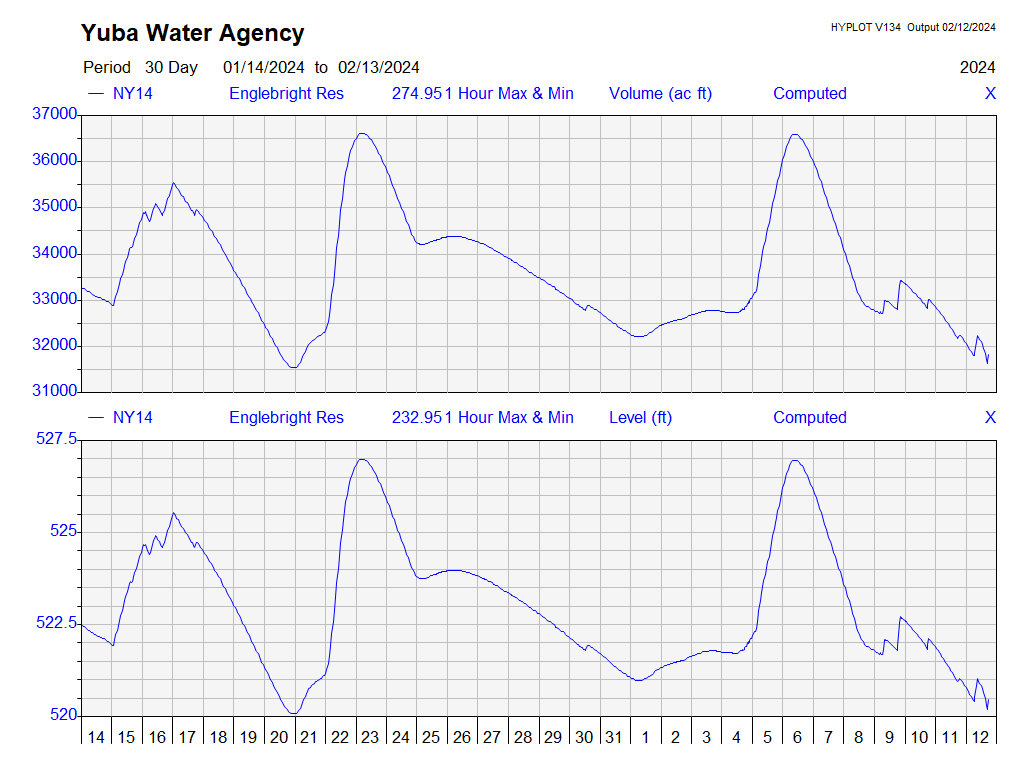 Yuba Water Agency
HYPLOT V134 Output 02/12/2024
Period 30 Day 01/14/2024 to 02/13/2024
2024
NY14 Englebright Res 274.951 Hour Max & Min Volume (ac ft) Computed X
37000
36000
35000
34000
33000
32000
31000
NY14 Englebright Res 232.951 Hour Max & Min Level (ft) Computed X
527.5
525
522.5
520
14 15 16 17 18 19 20 21 22 23 24 25 26 27 28 29 30 31 1 2 3 4 5 6 7 8 9 10 11 12